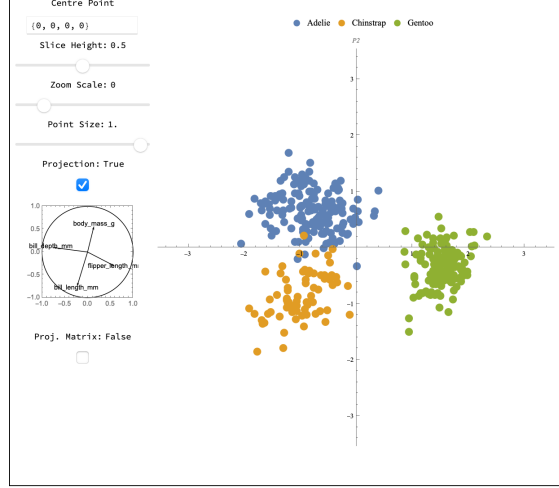 Centre Point
{0, 0, 0, 0}
Slice Height: 0.5
Zoom Scale: 0
Point Size: 1.
Projection: True
1.0
0.5
0.0
-0.5
-1.0
body_mass_g
bill_depth_mm
flipper_length_m
bill_length_mm
-1.0 -0.5 0.0 0.5 1.0
Proj. Matrix: False
Adelie Chinstrap Gentoo
P2
3
2
1
-2 -1 1 2 3
-1
-2
-3